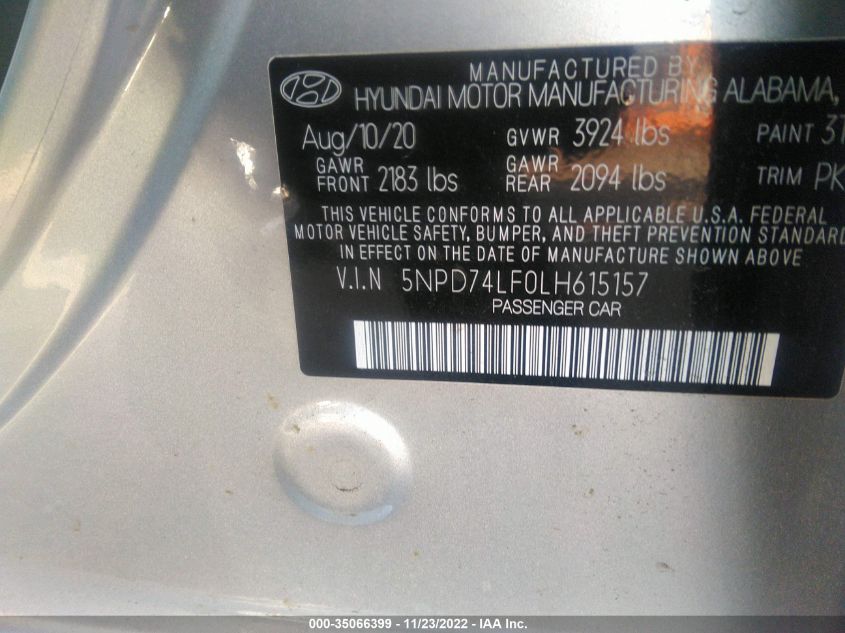 MANUFACTURED BY
HYUNDAI MOTOR MANUFACTURING ALABAMA,
Aug/10/20 GVWR 3924 lbs PAINT 3T
GAWR FRONT 2183 lbs GAWR REAR 2094 lbs TRIM PK
THIS VEHICLE CONFORMS TO ALL APPLICABLE U.S.A. FEDERAL
MOTOR VEHICLE SAFETY, BUMPER, AND THEFT PREVENTION STANDARD
IN EFFECT ON THE DATE OF MANUFACTURE SHOWN ABOVE
V.I.N 5NPD74LF0LH615157
PASSENGER CAR
000-35066399 - 11/23/2022 - IAA Inc.